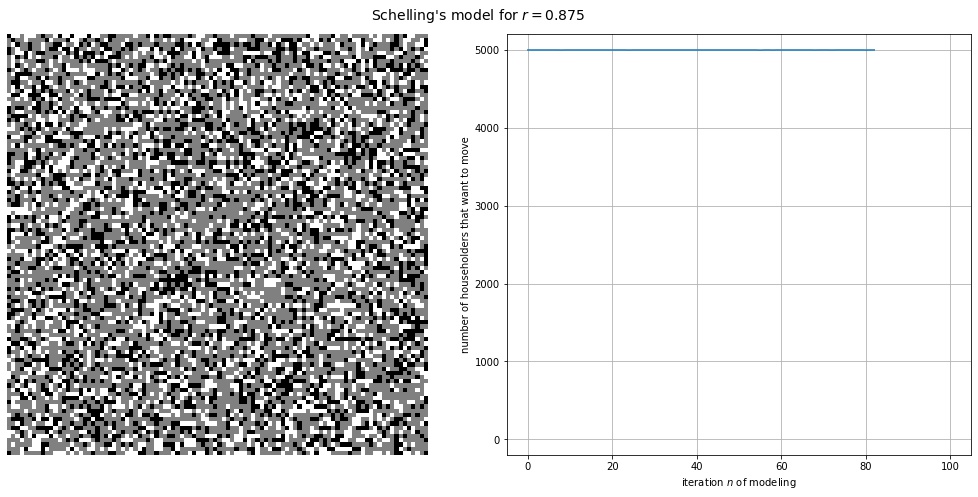 Schelling's model for r = 0.875
number of householders that want to move
5000
4000
3000
2000
1000
0
0 20 40 60 80 100
iteration n of modeling